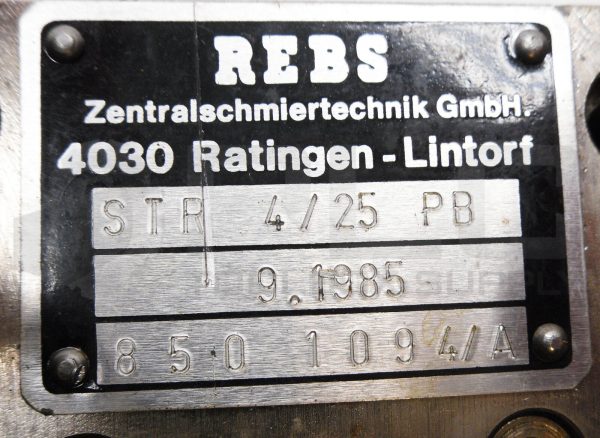 REBS
Zentralschmiertechnik GmbH.
4030 Ratingen - Lintorf
STR 4/25 PB
9.1985
850 1094/A